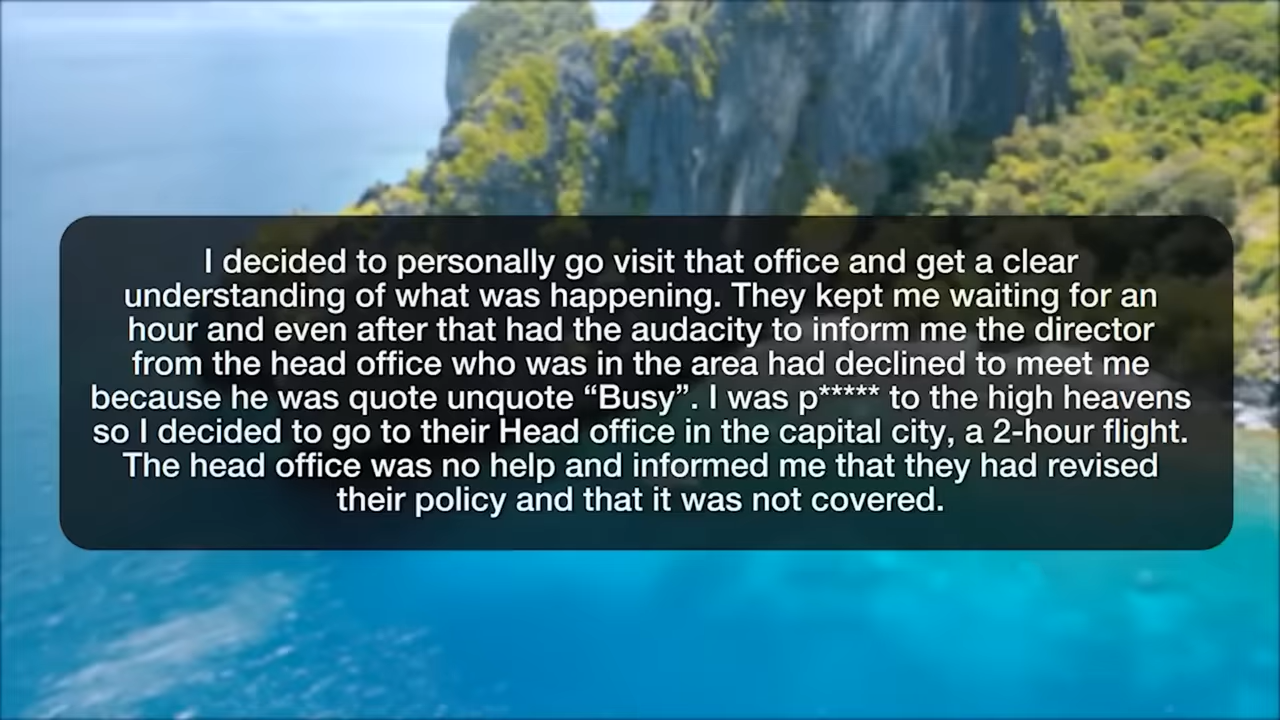 I decided to personally go visit that office and get a clear
understanding of what was happening. They kept me waiting for an
hour and even after that had the audacity to inform me the director
from the head office who was in the area had declined to meet me
because he was quote unquote “Busy”. I was p***** to the high heavens
so I decided to go to their Head office in the capital city, a 2-hour flight.
The head office was no help and informed me that they had revised
their policy and that it was not covered.